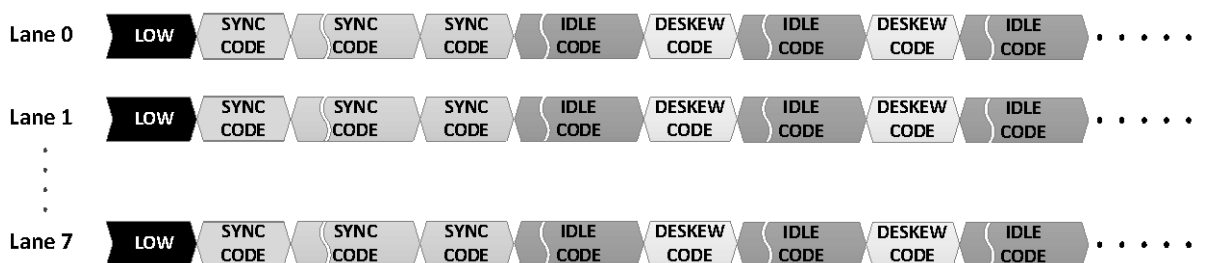 Lane 0 LOW SYNC CODE SYNC CODE SYNC CODE IDLE CODE DESKEW CODE IDLE CODE DESKEW CODE IDLE CODE
Lane 1 LOW SYNC CODE SYNC CODE SYNC CODE IDLE CODE DESKEW CODE IDLE CODE DESKEW CODE IDLE CODE
Lane 7 LOW SYNC CODE SYNC CODE SYNC CODE IDLE CODE DESKEW CODE IDLE CODE DESKEW CODE IDLE CODE